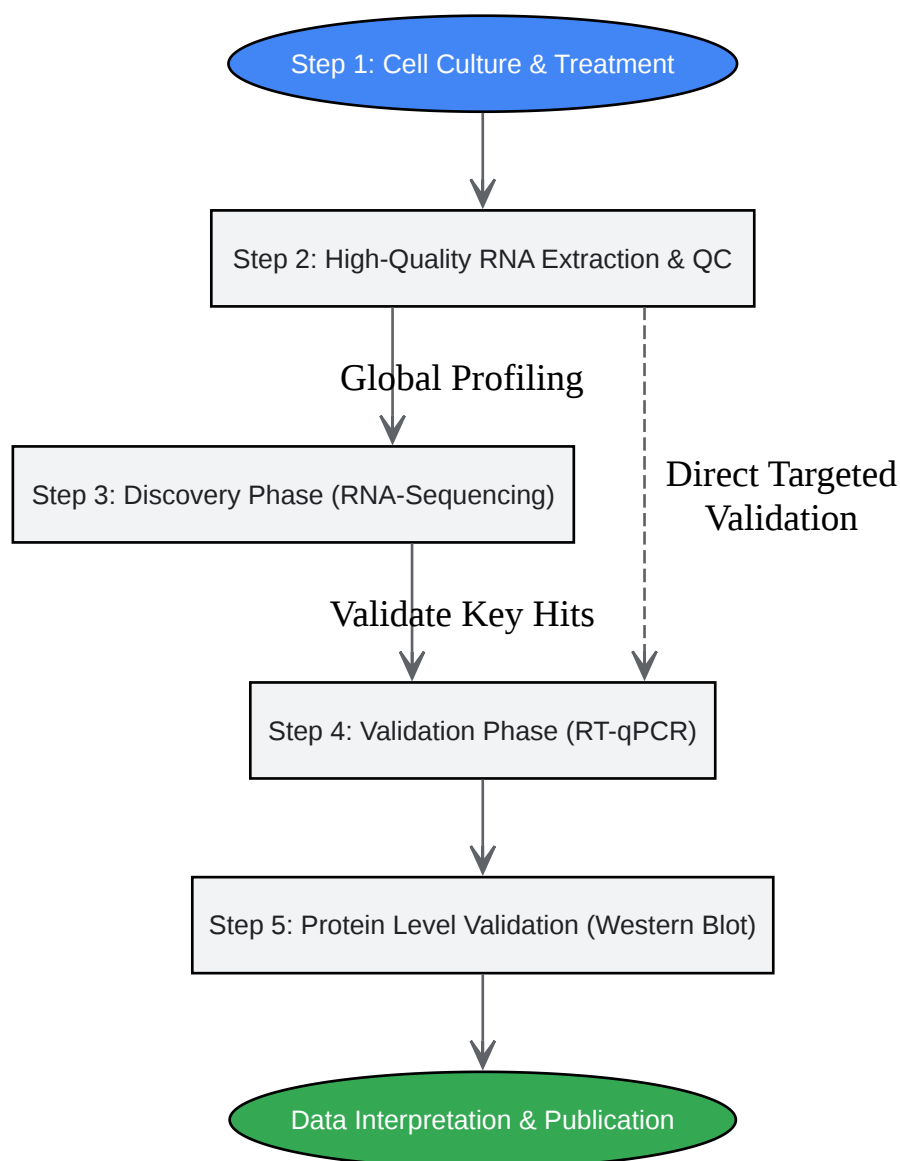 Step 1: Cell Culture & Treatment
Step 2: High-Quality RNA Extraction & QC
Global Profiling
Step 3: Discovery Phase (RNA-Sequencing)
Direct Targeted
Validation
Validate Key Hits
Step 4: Validation Phase (RT-qPCR)
Step 5: Protein Level Validation (Western Blot)
Data Interpretation & Publication